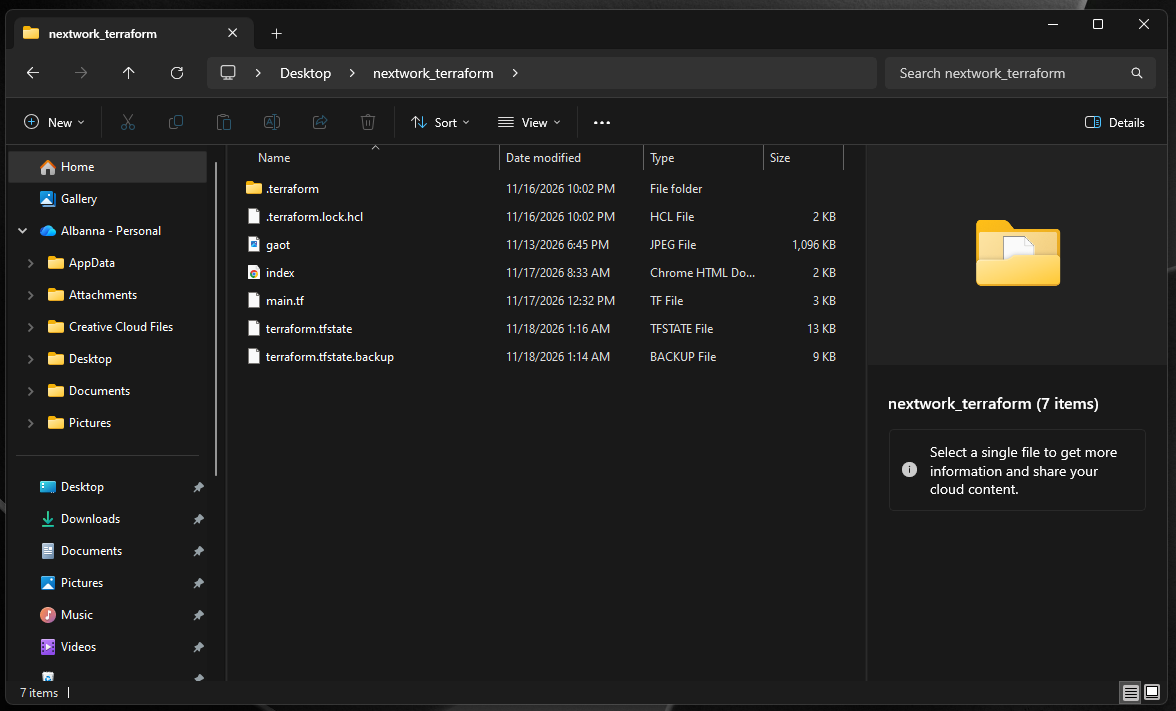 nextwork_terraform
Desktop nextwork_terraform
Search nextwork_terraform
New Sort View Details
Home
Gallery
Albanna - Personal
AppData
Attachments
Creative Cloud Files
Desktop
Documents
Pictures
Desktop
Downloads
Documents
Pictures
Music
Videos
Name Date modified Type Size
.terraform 11/16/2026 10:02 PM File folder
.terraform.lock.hcl 11/16/2026 10:02 PM HCL File 2 KB
gaot 11/13/2026 6:45 PM JPEG File 1,096 KB
index 11/17/2026 8:33 AM Chrome HTML Do... 2 KB
main.tf 11/17/2026 12:32 PM TF File 3 KB
terraform.tfstate 11/18/2026 1:16 AM TFSTATE File 13 KB
terraform.tfstate.backup 11/18/2026 1:14 AM BACKUP File 9 KB
nextwork_terraform (7 items)
Select a single file to get more
information and share your
cloud content.
7 items